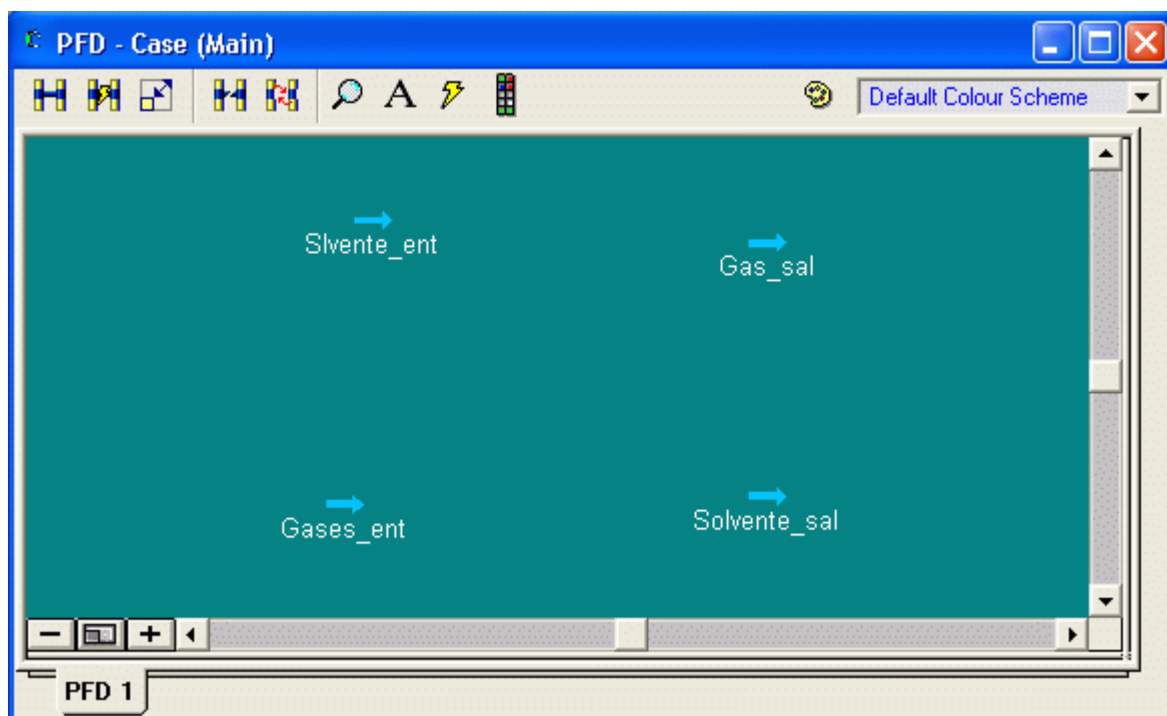 PFD - Case (Main)
A
Default Colour Scheme
Slvente_ent
Gas_sal
Gases_ent
Solvente_sal
PFD 1